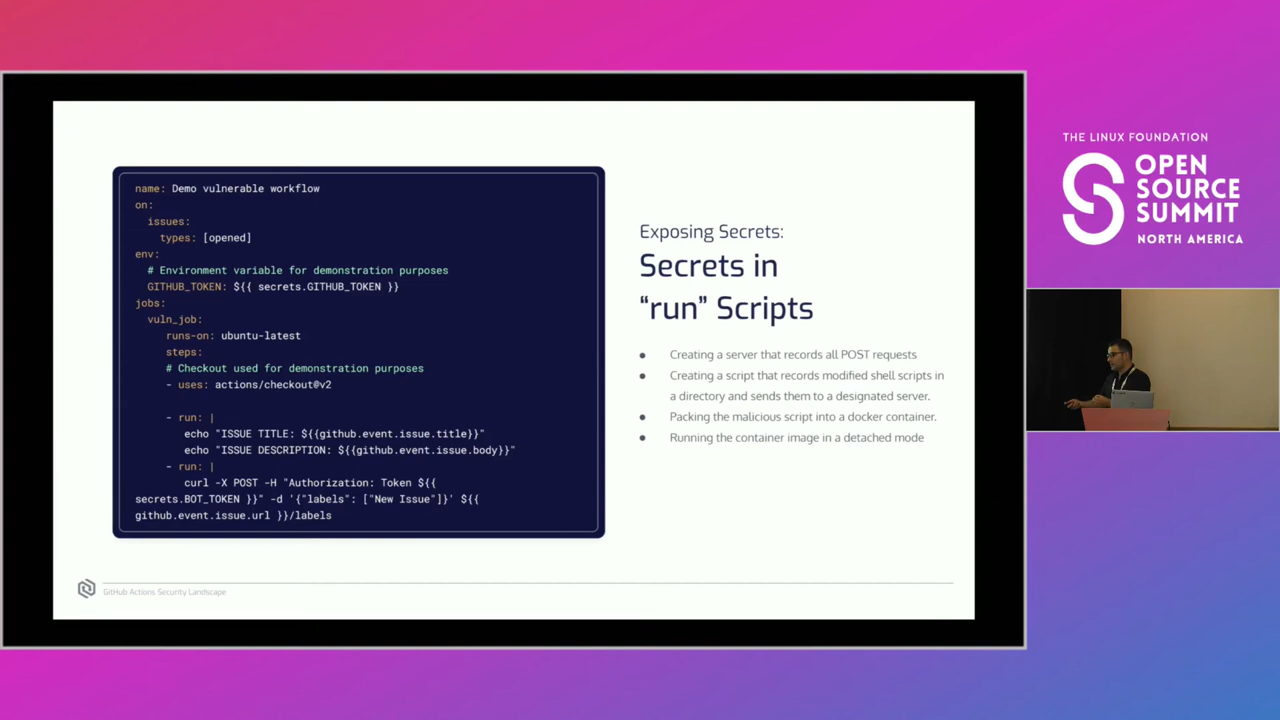 name: Demo vulnerable workflow
on:
issues:
types: [opened]
env:
# Environment variable for demonstration purposes
GITHUB_TOKEN: ${{ secrets.GITHUB_TOKEN }}
jobs:
vuln_job:
runs-on: ubuntu-latest
steps:
# Checkout used for demonstration purposes
- uses: actions/checkout@v2
- run: |
echo "ISSUE TITLE: ${{github.event.issue.title}}"
echo "ISSUE DESCRIPTION: ${{github.event.issue.body}}"
- run: |
curl -X POST -H "Authorization: Token ${{
secrets.BOT_TOKEN }}" -d '{"labels": ["New Issue"]}' ${{
github.event.issue.url }}/labels
Exposing Secrets:
Secrets in
“run” Scripts
● Creating a server that records all POST requests
● Creating a script that records modified shell scripts in
a directory and sends them to a designated server.
● Packing the malicious script into a docker container.
● Running the container image in a detached mode
GitHub Actions Security Landscape
THE LINUX FOUNDATION
OPEN
SOURCE
SUMMIT
NORTH AMERICA